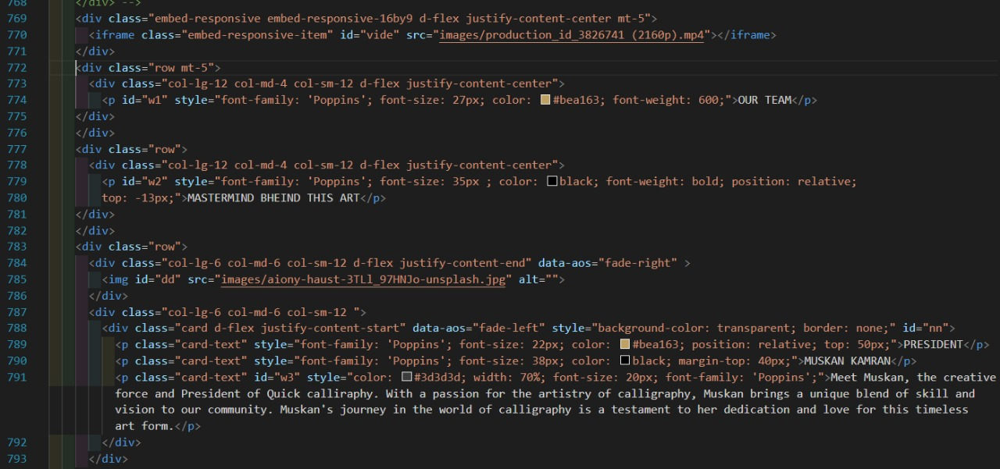 768 </div> -->
769 <div class="embed-responsive embed-responsive-16by9 d-flex justify-content-center mt-5">
770 <iframe class="embed-responsive-item" id="vide" src="images/production_id_3826741 (2160p).mp4"></iframe>
771 </div>
772 <div class="row mt-5">
773 <div class="col-lg-12 col-md-4 col-sm-12 d-flex justify-content-center">
774 <p id="w1" style="font-family: 'Poppins'; font-size: 27px; color: #bea163; font-weight: 600;">OUR TEAM</p>
775 </div>
776 </div>
777 <div class="row">
778 <div class="col-lg-12 col-md-4 col-sm-12 d-flex justify-content-center">
779 <p id="w2" style="font-family: 'Poppins'; font-size: 35px ; color: black; font-weight: bold; position: relative;
780 top: -13px;">MASTERMIND BHEIND THIS ART</p>
781 </div>
782 </div>
783 <div class="row">
784 <div class="col-lg-6 col-md-6 col-sm-12 d-flex justify-content-end" data-aos="fade-right" >
785 <img id="dd" src="images/aiony-haust-3TLl_97HNJo-unsplash.jpg" alt="">
786 </div>
787 <div class="col-lg-6 col-md-6 col-sm-12 ">
788 <div class="card d-flex justify-content-start" data-aos="fade-left" style="background-color: transparent; border: none;" id="nn">
789 <p class="card-text" style="font-family: 'Poppins'; font-size: 22px; color: #bea163; position: relative; top: 50px;">PRESIDENT</p>
790 <p class="card-text" style="font-family: 'Poppins'; font-size: 38px; color: black; margin-top: 40px;">MUSKAN KAMRAN</p>
791 <p class="card-text" id="w3" style="color: #3d3d3d; width: 70%; font-size: 20px; font-family: 'Poppins';">Meet Muskan, the creative
force and President of Quick calliraphy. With a passion for the artistry of calligraphy, Muskan brings a unique blend of skill and
vision to our community. Muskan's journey in the world of calligraphy is a testament to her dedication and love for this timeless
art form.</p>
792 </div>
793 </div>